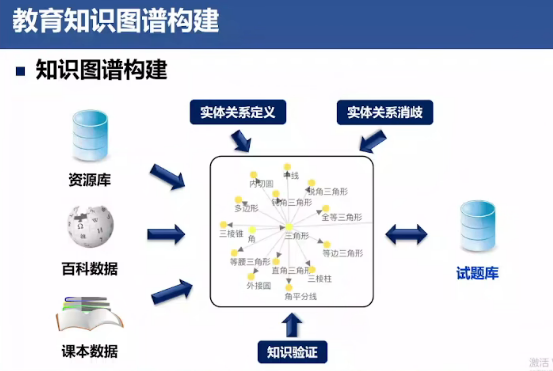 教育知识图谱构建
知识图谱构建
实体关系定义
实体关系消歧
资源库
百科数据
课本数据
中线
内切圆
锐角三角形
钝角三角形
多边形
全等三角形
三棱锥
角
三角形
等腰三角形
等边三角形
直角三角形
三棱柱
外接圆
角平分线
试题库
知识验证
激活